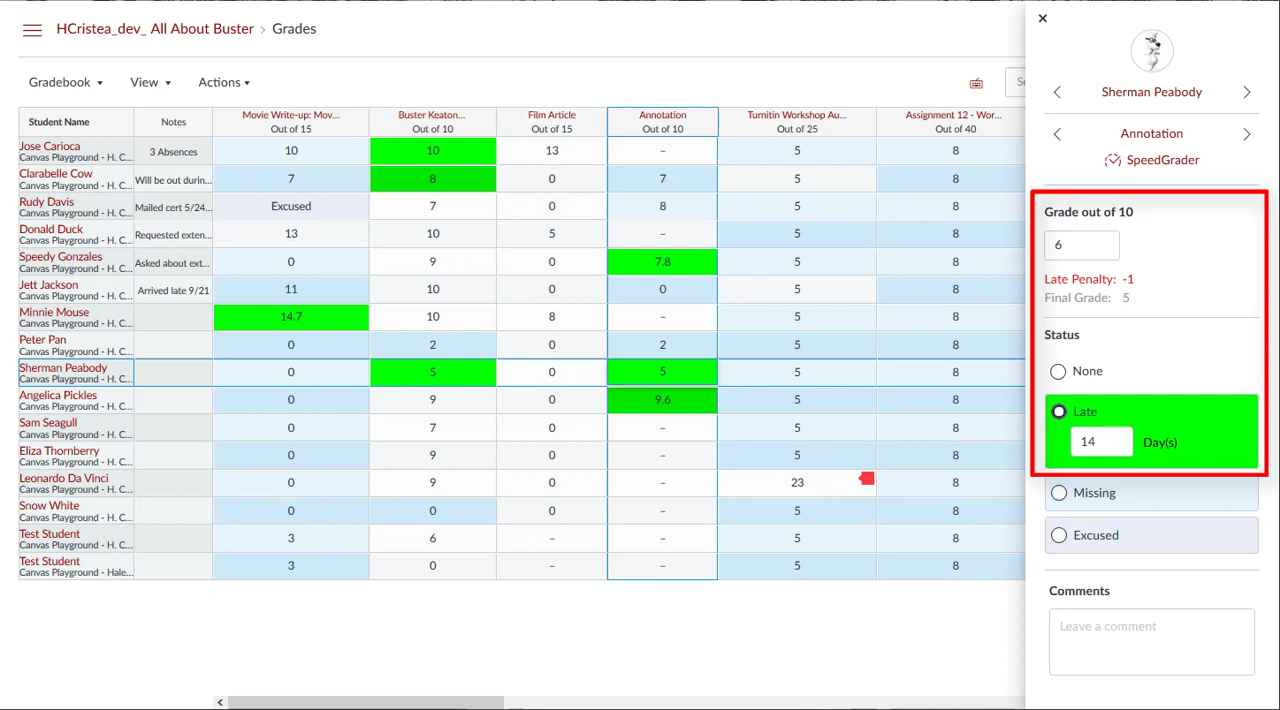 HCristea_dev_ All About Buster > Grades
Gradebook View Actions
Student Name Notes Movie Write-up: Mov... Out of 15 Buster Keaton... Out of 10 Film Article Out of 15 Annotation Out of 10 Turnitin Workshop Au... Out of 25 Assignment 12 - Wor... Out of 40
Jose Carioca
Canvas Playground - H. C... 3 Absences 10 10 13 – 5 8
Clarabelle Cow
Canvas Playground - H. C... Will be out durin... 7 8 0 7 5 8
Rudy Davis
Canvas Playground - H. C... Mailed cert 5/24... Excused 7 0 8 5 8
Donald Duck
Canvas Playground - H. C... Requested exten... 13 10 5 – 5 8
Speedy Gonzales
Canvas Playground - H. C... Asked about ext... 0 9 0 7.8 5 8
Jett Jackson
Canvas Playground - H. C... Arrived late 9/21 11 10 0 0 5 8
Minnie Mouse
Canvas Playground - H. C... 14.7 10 8 – 5 8
Peter Pan
Canvas Playground - H. C... 0 2 0 2 5 8
Sherman Peabody
Canvas Playground - H. C... 0 5 0 5 5 8
Angelica Pickles
Canvas Playground - H. C... 0 9 0 9.6 5 8
Sam Seagull
Canvas Playground - H. C... 0 7 0 – 5 8
Eliza Thornberry
Canvas Playground - H. C... 0 9 0 – 5 8
Leonardo Da Vinci
Canvas Playground - H. C... 0 9 0 – 23 8
Snow White
Canvas Playground - H. C... 0 0 0 – 5 8
Test Student
Canvas Playground - H. C... 3 6 – – 5 8
Test Student
Canvas Playground - Hale... 3 0 – – 5 8
Sherman Peabody
Annotation
SpeedGrader
Grade out of 10
6
Late Penalty: -1
Final Grade: 5
Status
None
Late
14 Day(s)
Missing
Excused
Comments
Leave a comment